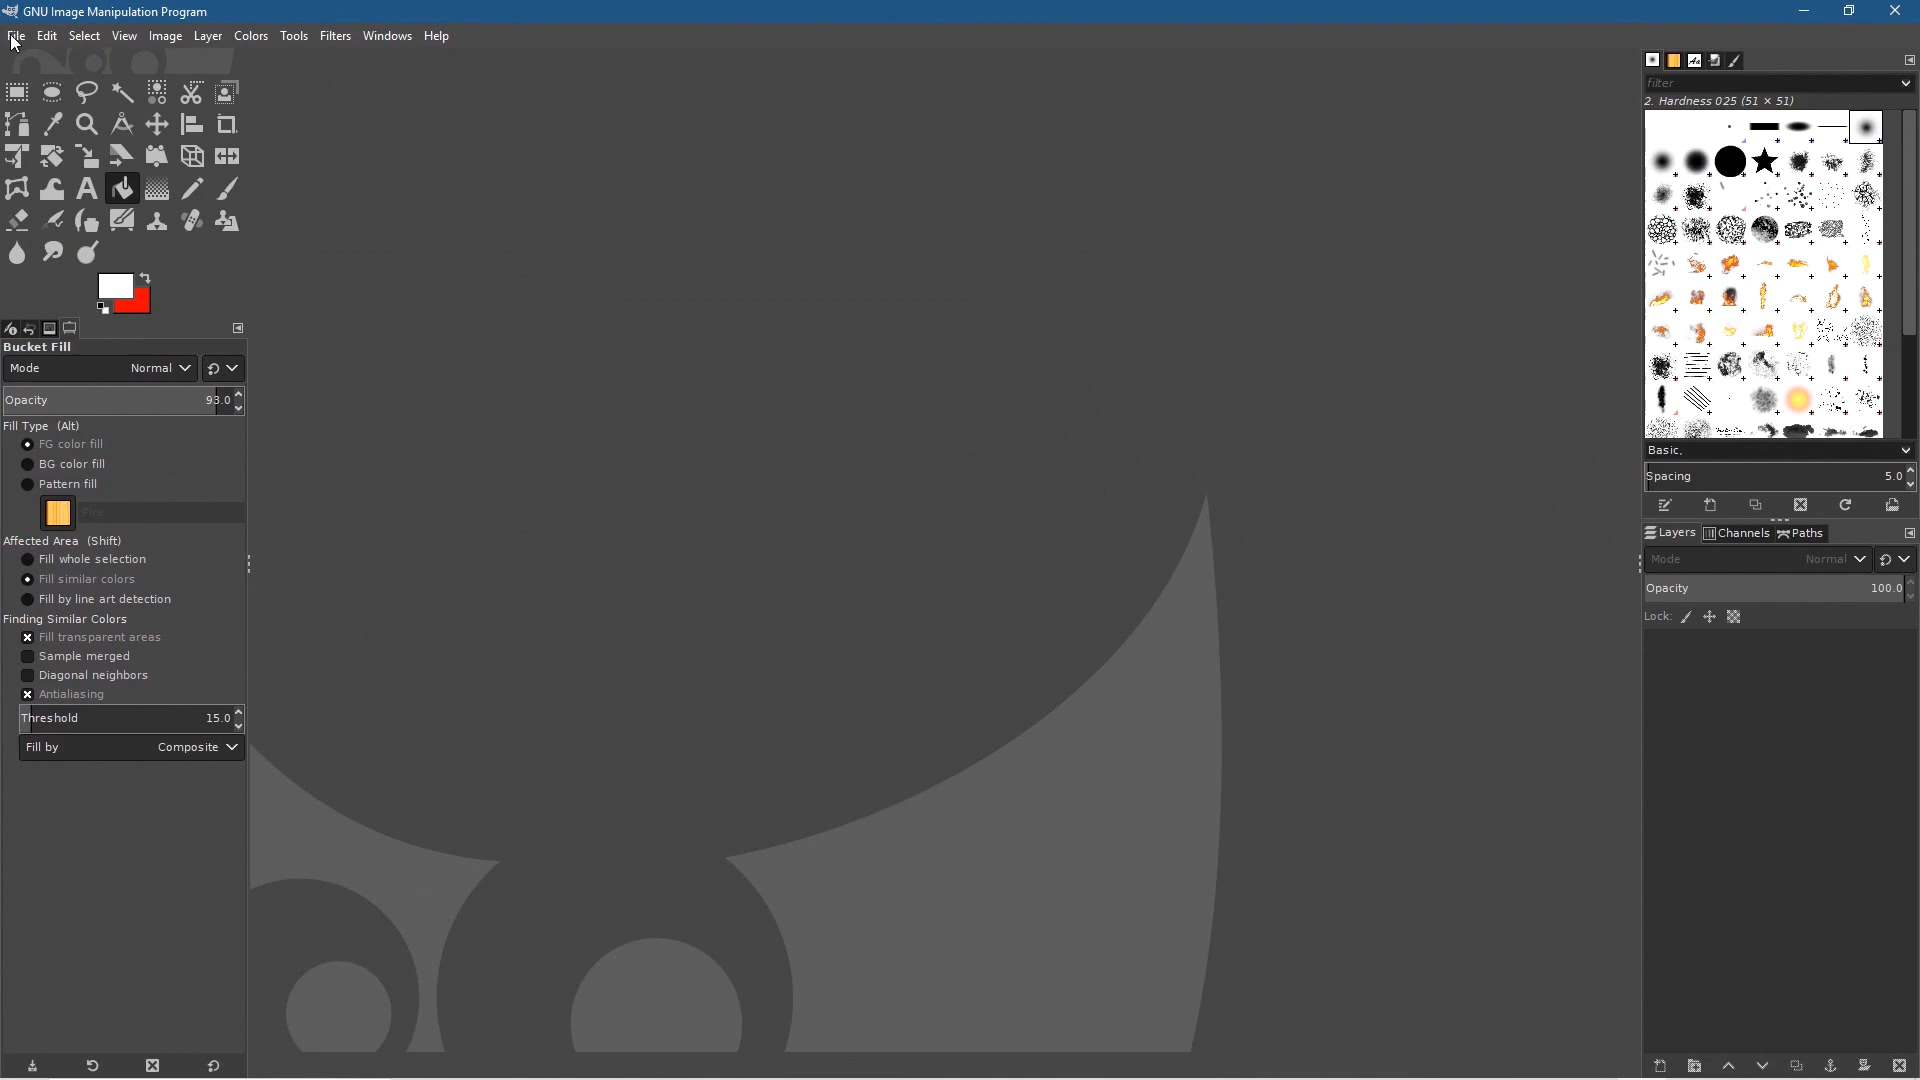 GNU Image Manipulation Program
File Edit Select View Image Layer Colors Tools Filters Windows Help
filter
2. Hardness 025 (51 × 51)
Bucket Fill
Mode Normal
Opacity 93.0
Fill Type (Alt)
FG color fill
BG color fill
Pattern fill
Fire
Affected Area (Shift)
Fill whole selection
Fill similar colors
Fill by line art detection
Finding Similar Colors
Fill transparent areas
Sample merged
Diagonal neighbors
Antialiasing
Threshold 15.0
Fill by Composite
Basic,
Spacing 5.0
Layers Channels Paths
Mode Normal
Opacity 100.0
Lock: